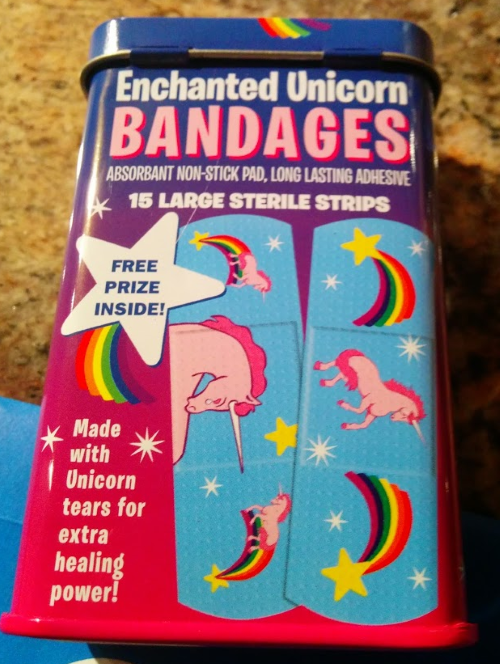 Enchanted Unicorn
BANDAGES
ABSORBANT NON-STICK PAD, LONG LASTING ADHESIVE
15 LARGE STERILE STRIPS
FREE
PRIZE
INSIDE!
Made
with
Unicorn
tears for
extra
healing
power!